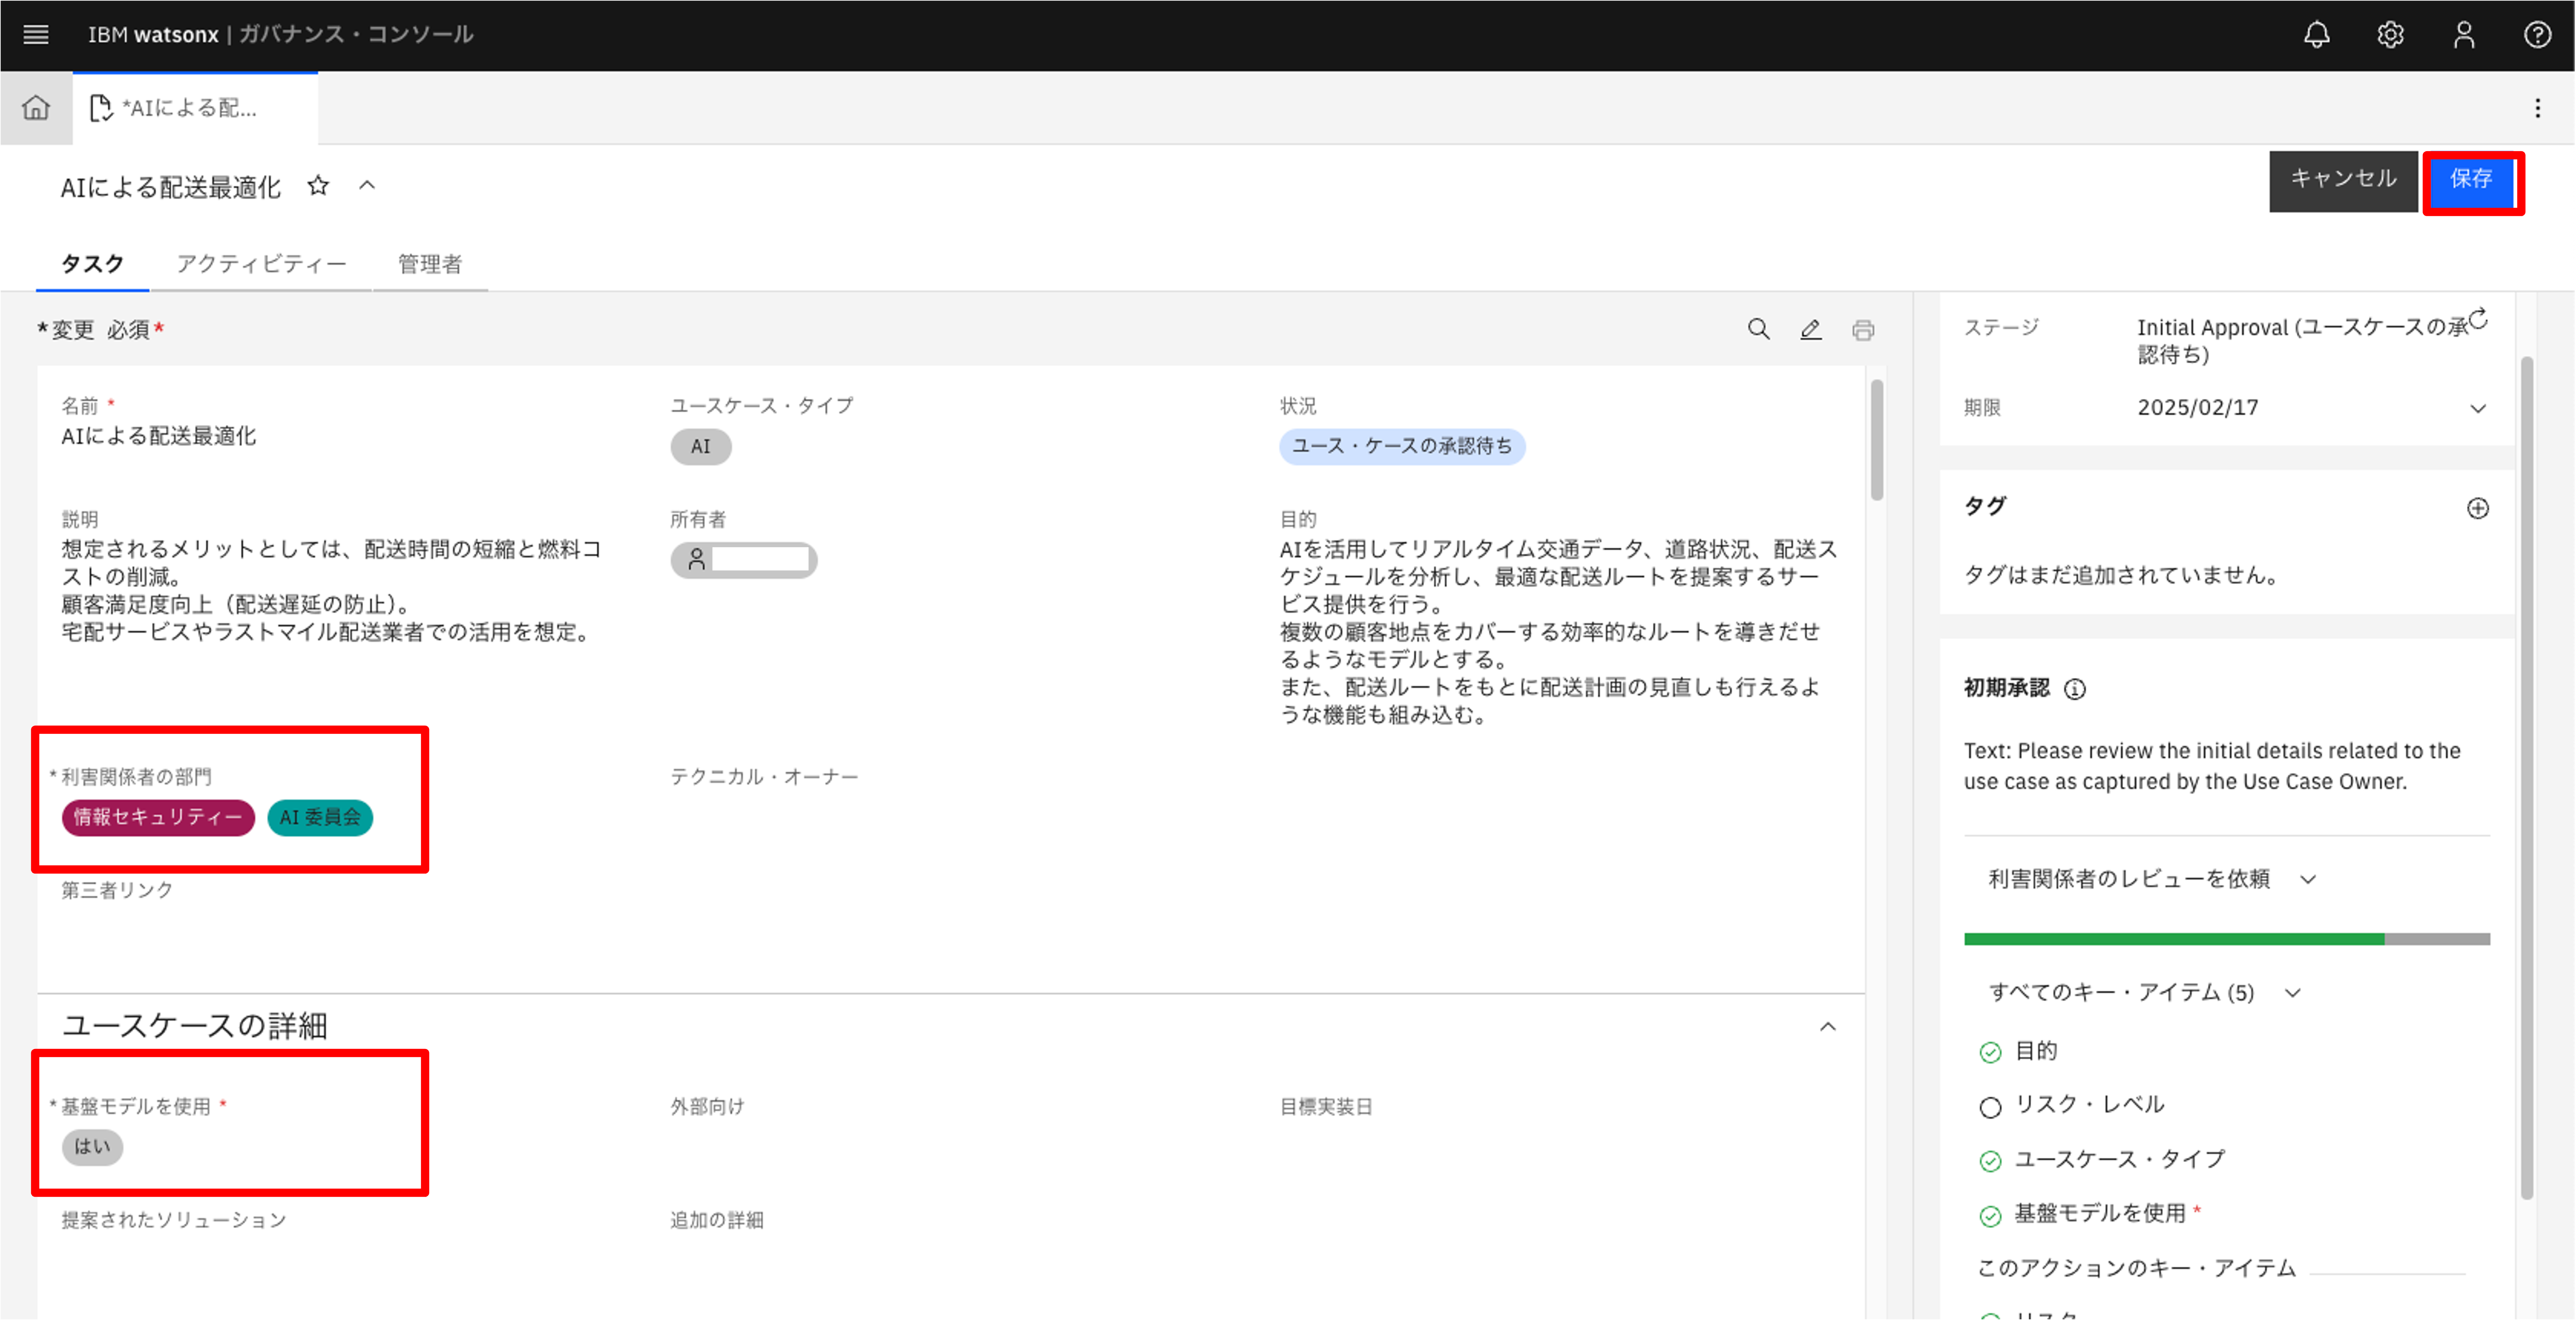 IBM watsonx | ガバナンス・コンソール
*AIによる配...
AIによる配送最適化
キャンセル
保存
タスク
アクティビティー
管理者
*変更 必須*
名前 *
AIによる配送最適化
ユースケース・タイプ
AI
状況
ユース・ケースの承認待ち
説明
想定されるメリットとしては、配送時間の短縮と燃料コ
ストの削減。
顧客満足度向上（配送遅延の防止）。
宅配サービスやラストマイル配送業者での活用を想定。
所有者
目的
AIを活用してリアルタイム交通データ、道路状況、配送ス
ケジュールを分析し、最適な配送ルートを提案するサー
ビス提供を行う。
複数の顧客地点をカバーする効率的なルートを導きだせ
るようなモデルとする。
また、配送ルートをもとに配送計画の見直しも行えるよ
うな機能も組み込む。
*利害関係者の部門
情報セキュリティー
AI 委員会
テクニカル・オーナー
第三者リンク
ユースケースの詳細
*基盤モデルを使用 *
はい
外部向け
目標実装日
提案されたソリューション
追加の詳細
ステージ
Initial Approval (ユースケースの承
認待ち)
期限
2025/02/17
タグ
タグはまだ追加されていません。
初期承認
Text: Please review the initial details related to the
use case as captured by the Use Case Owner.
利害関係者のレビューを依頼
すべてのキー・アイテム (5)
目的
リスク・レベル
ユースケース・タイプ
基盤モデルを使用 *
このアクションのキー・アイテム